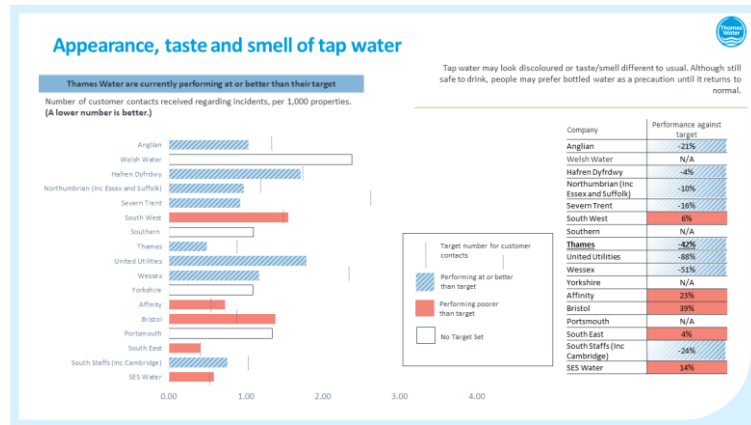 Thames
Water
Appearance, taste and smell of tap water
Thames Water are currently performing at or better than their target
Number of customer contacts received regarding incidents, per 1,000 properties.
(A lower number is better.)
Tap water may look discoloured or taste/smell different to usual. Although still
safe to drink, people may prefer bottled water as a precaution until it returns to
normal.
Anglian
Welsh Water
Hafren Dyfrdwy
Northumbrian (Inc Essex and Suffolk)
Severn Trent
South West
Southern
Thames
United Utilities
Wessex
Yorkshire
Affinity
Bristol
Portsmouth
South East
South Staffs (Inc Cambridge)
SES Water
0.00 1.00 2.00 3.00 4.00
Target number for customer
contacts
Performing at or better
than target
Performing poorer
than target
No Target Set
Company Performance against
target
Anglian -21%
Welsh Water N/A
Hafren Dyfrdwy -4%
Northumbrian (Inc
Essex and Suffolk) -10%
Severn Trent -16%
South West 6%
Southern N/A
Thames -42%
United Utilities -88%
Wessex -51%
Yorkshire N/A
Affinity 23%
Bristol 39%
Portsmouth N/A
South East 4%
South Staffs (Inc
Cambridge) -24%
SES Water 14%